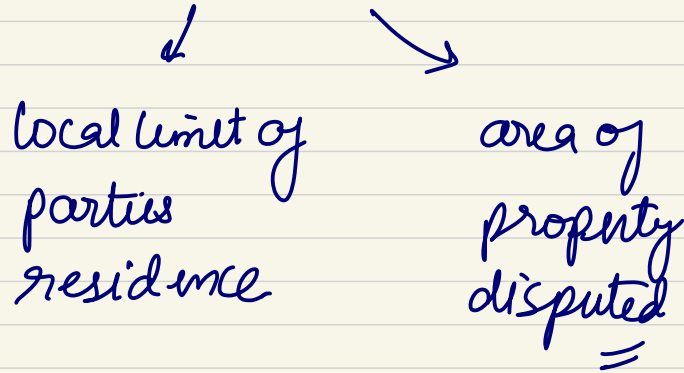 local limit of
parties
residence
area of
property
disputed